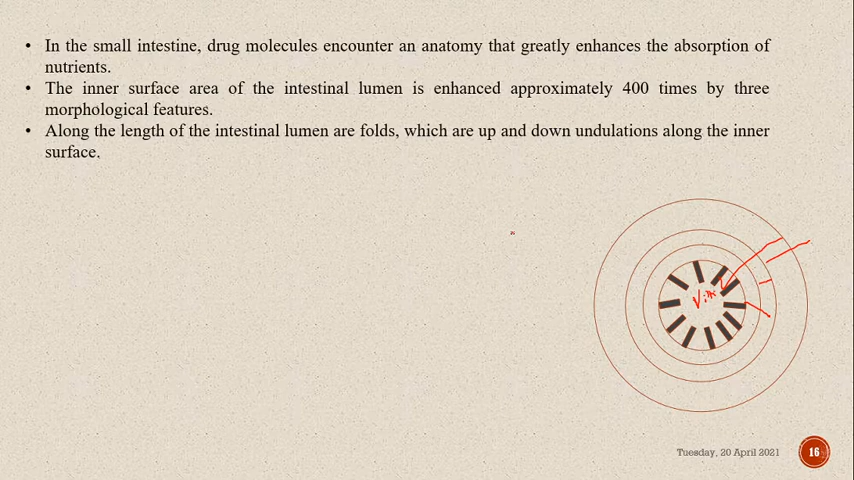 • In the small intestine, drug molecules encounter an anatomy that greatly enhances the absorption of
nutrients.
• The inner surface area of the intestinal lumen is enhanced approximately 400 times by three
morphological features.
• Along the length of the intestinal lumen are folds, which are up and down undulations along the inner
surface.
Tuesday, 20 April 2021
16